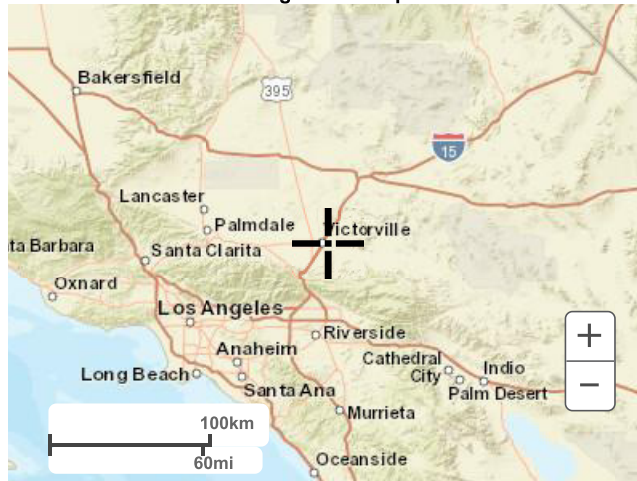 Bakersfield
395
15
Lancaster
Palmdale
Victorville
ta Barbara
Santa Clarita
Oxnard
Los Angeles
Riverside
Anaheim
Cathedral
City
Indio
Long Beach
Santa Ana
Palm Desert
Murrieta
100km
60mi
Oceanside
+
−